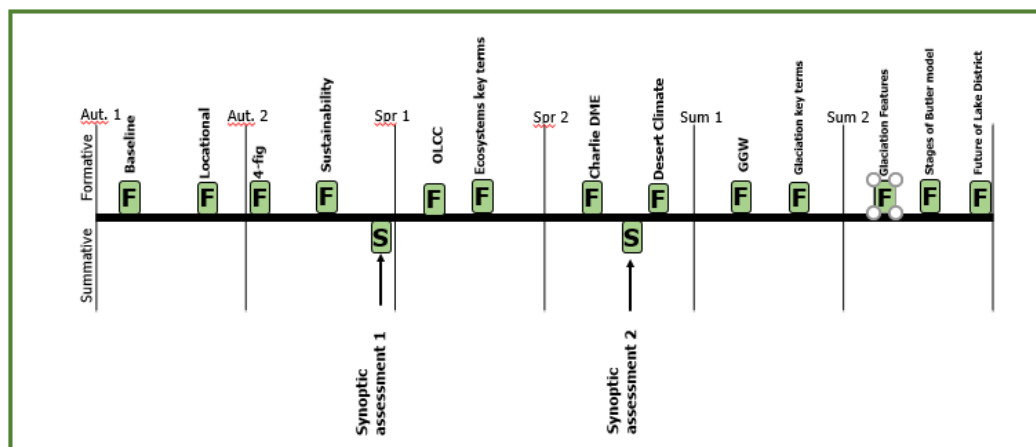 Aut. 1
Aut. 2
Spr 1
Spr 2
Sum 1
Sum 2
Formative
Baseline
Locational
4-fig
Sustainability
OLCC
Ecosystems key terms
Charlie DME
Desert Climate
GGW
Glaciation key terms
Glaciation Features
Stages of Butler model
Future of Lake District
F
F
F
F
F
F
F
F
F
F
F
F
F
Summative
S
S
Synoptic
assessment 1
Synoptic
assessment 2